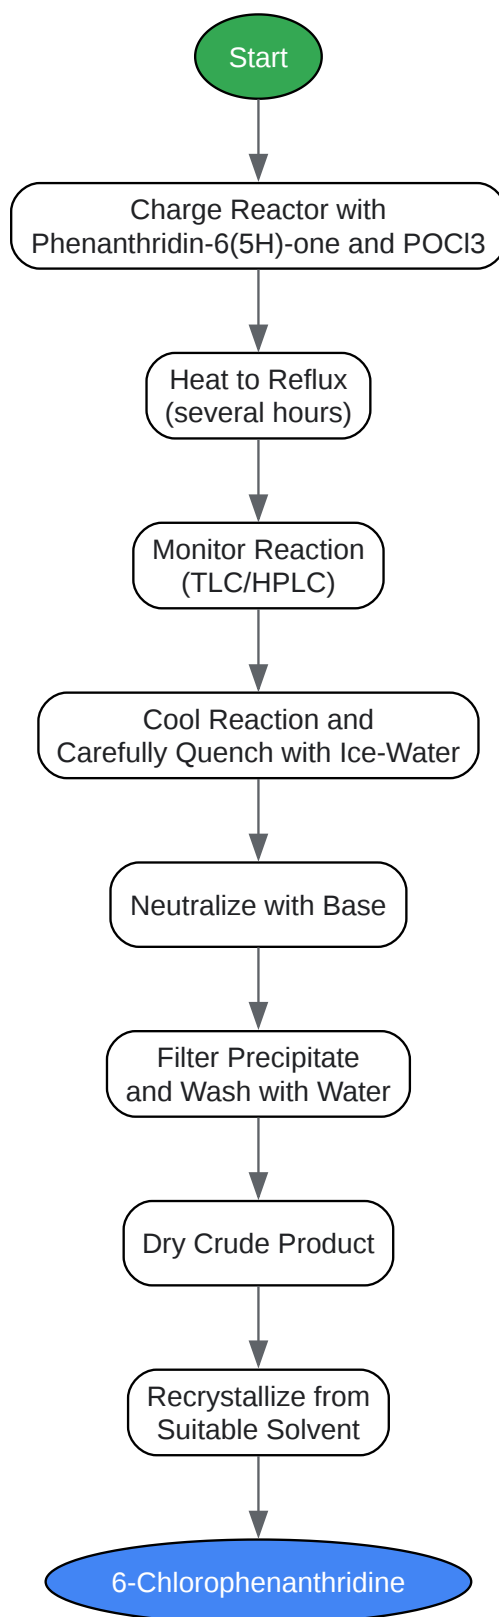 Start
Charge Reactor with
Phenanthridin-6(5H)-one and POCl3
Heat to Reflux
(several hours)
Monitor Reaction
(TLC/HPLC)
Cool Reaction and
Carefully Quench with Ice-Water
Neutralize with Base
Filter Precipitate
and Wash with Water
Dry Crude Product
Recrystallize from
Suitable Solvent
6-Chlorophenanthridine